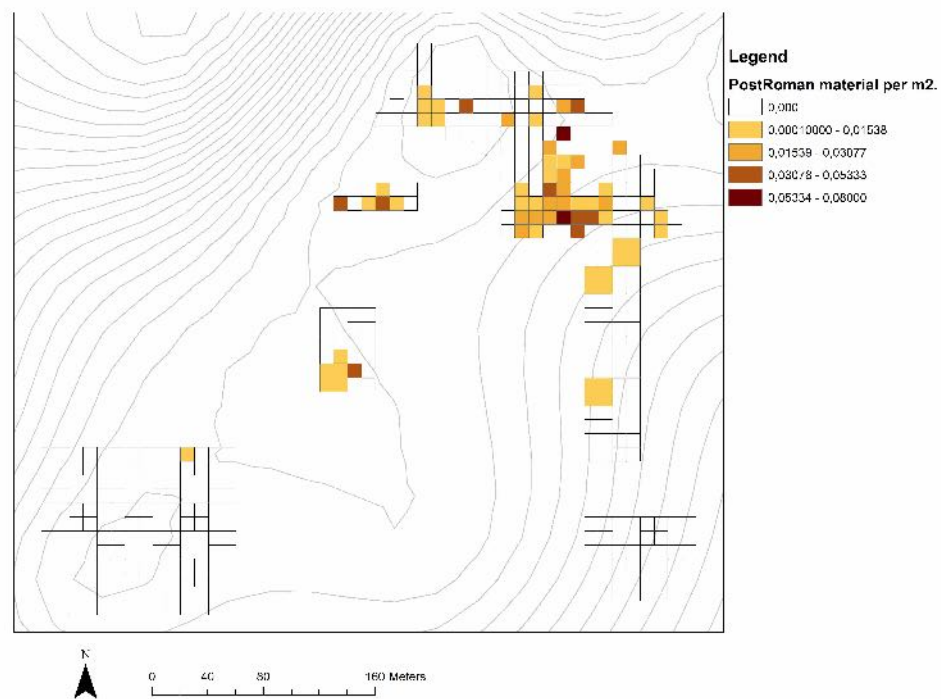 Legend
PostRoman material per m2.
0,000
0,00010000 - 0,01538
0,01539 - 0,03077
0,03078 - 0,05333
0,05334 - 0,08000
N
0 40 80 160 Meters